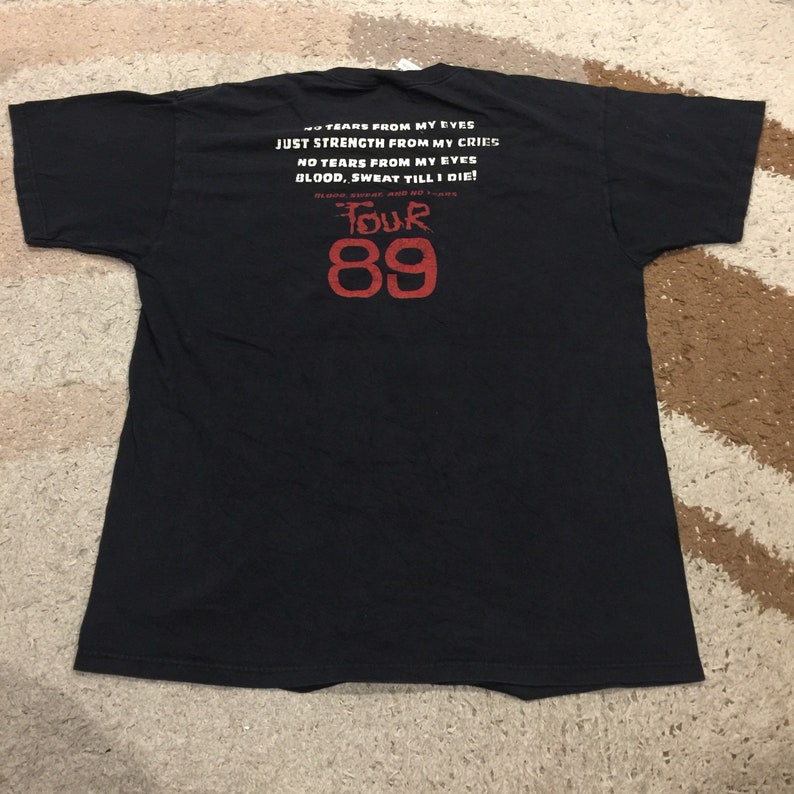 NO TEARS FROM MY EYES
JUST STRENGTH FROM MY CRIES
NO TEARS FROM MY EYES
BLOOD, SWEAT TILL I DIE!
BLOOD, SWEAT, AND NO TEARS
TOUR
89